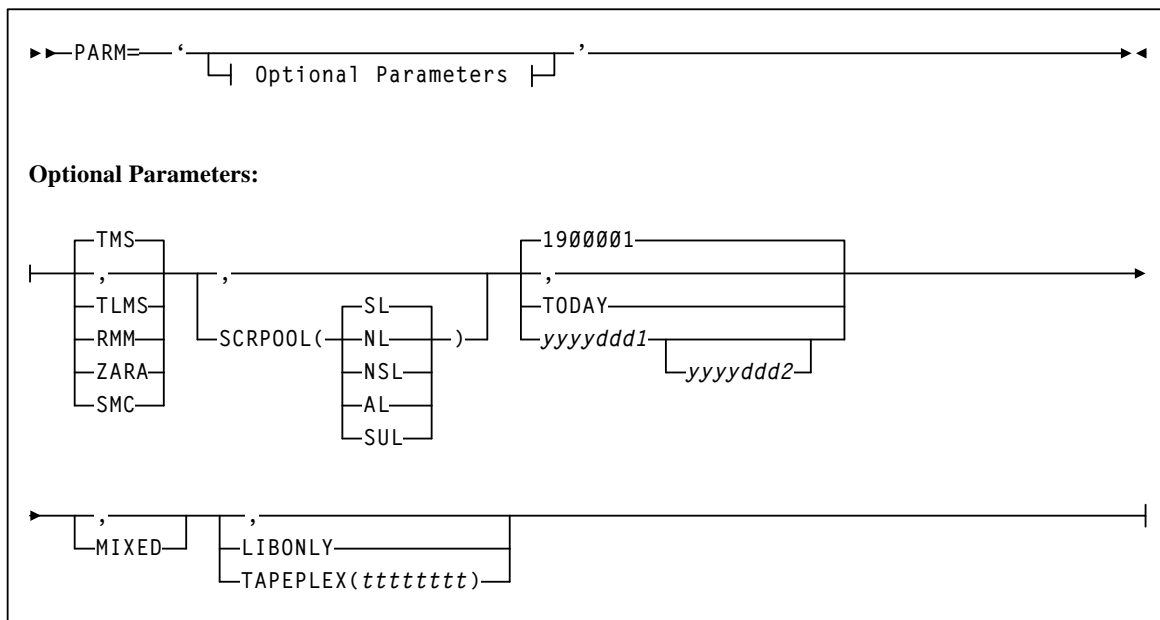 PARM= ‘ ’
Optional Parameters
Optional Parameters:
TMS 19ØØØØ1
, , ,
TLMS SL TODAY
RMM SCRPOOL( NL ) yyyyddd1
ZARA NSL yyyyddd2
SMC AL
SUL
, ,
MIXED LIBONLY
TAPEPLEX(tttttttt)